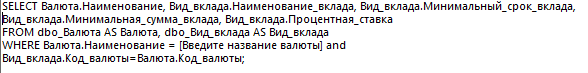 SELECT Валюта.Наименование, Вид_вклада.Наименование_вклада, Вид_вклада.Минимальный_срок_вклада,
Вид_вклада.Минимальная_сумма_вклада, Вид_вклада.Процентная_ставка
FROM dbo_Валюта AS Валюта, dbo_Вид_вклада AS Вид_вклада
WHERE Валюта.Наименование = [Введите название валюты] and
Вид_вклада.Код_валюты=Валюта.Код_валюты;